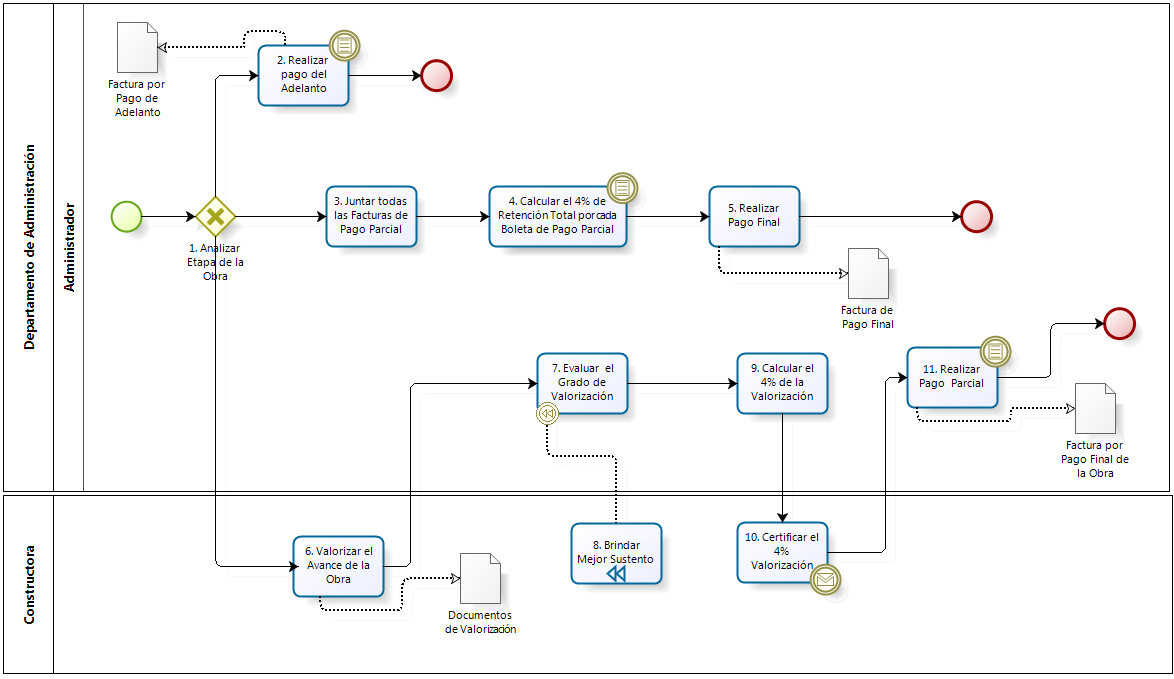 Departamento de Administración
Administrador
Factura por
Pago de
Adelanto
2. Realizar
pago del
Adelanto
1. Analizar
Etapa de la
Obra
3. Juntar todas
las Facturas de
Pago Parcial
4. Calcular el 4% de
Retención Total por cada
Boleta de Pago Parcial
5. Realizar
Pago Final
Factura de
Pago Final
7. Evaluar el
Grado de
Valorización
9. Calcular el
4% de la
Valorización
11. Realizar
Pago Parcial
Factura por
Pago Final de
la Obra
Constructora
6. Valorizar el
Avance de la
Obra
Documentos
de Valorización
8. Brindar
Mejor Sustento
10. Certificar el
4%
Valorización